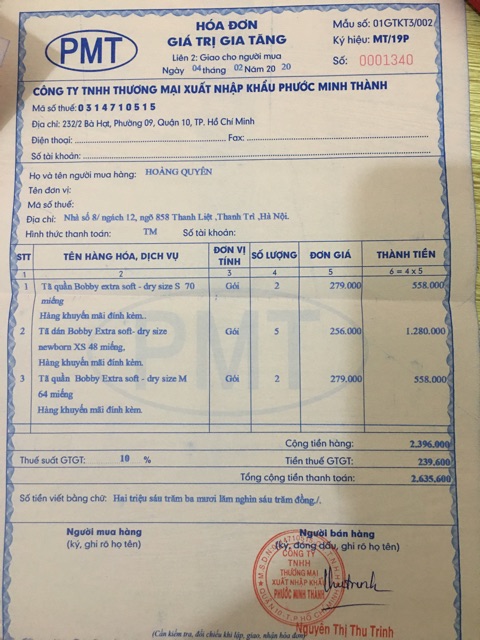 PMT
HÓA ĐƠN
GIÁ TRỊ GIA TĂNG
Liên 2: Giao cho người mua
Ngày 04 tháng 02 Năm 20 20
Mẫu số: 01GTKT3/002
Ký hiệu: MT/19P
Số: 0001340
CÔNG TY TNHH THƯƠNG MẠI XUẤT NHẬP KHẨU PHƯỚC MINH THÀNH
Mã số thuế: 0314710515
Địa chỉ: 232/2 Bà Hạt, Phường 09, Quận 10, TP. Hồ Chí Minh
Điện thoại: Fax:
Số tài khoản:
Họ và tên người mua hàng: HOÀNG QUYÊN
Tên đơn vị:
Mã số thuế:
Địa chỉ: Nhà số 8/ ngách 12, ngõ 858 Thanh Liệt ,Thanh Trì ,Hà Nội.
Hình thức thanh toán: TM Số tài khoản:
STT TÊN HÀNG HÓA, DỊCH VỤ ĐƠN VỊ TÍNH SỐ LƯỢNG ĐƠN GIÁ THÀNH TIỀN
1 2 3 4 5 6 = 4 x 5
1 Tã quần Bobby extra soft - dry size S 70 Gói 2 279.000 558.000
miếng
Hàng khuyến mãi đính kèm..
2 Tã dán Bobby Extra soft- dry size Gói 5 256.000 1.280.000
newborn XS 48 miếng,
Hàng khuyến mãi đính kèm.
3 Tã quần Bobby Extra soft - dry size M Gói 2 279.000 558.000
64 miếng
Hàng khuyến mãi đính kèm.
PMT
Cộng tiền hàng: 2.396.000
Thuế suất GTGT: 10 % Tiền thuế GTGT: 239,600
Tổng cộng tiền thanh toán: 2,635,600
Số tiền viết bằng chữ: Hai triệu sáu trăm ba mươi lăm nghìn sáu trăm đồng./.
Người mua hàng
(ký, ghi rõ họ tên)
Người bán hàng
(ký, đóng dấu, ghi rõ họ tên)
CÔNG TY
TNHH
THƯƠNG MẠI
XUẤT NHẬP KHẨU
PHƯỚC MINH THÀNH
Nguyễn Thị Thu Trinh
(Cần kiểm tra, đối chiếu khi lập, giao, nhận hóa đơn)